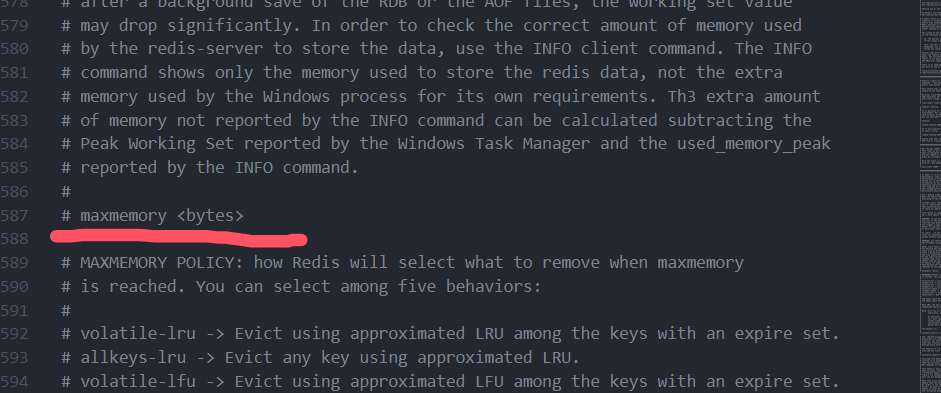 578 # after a background save of the RDB or the AOF files, the working set value
579 # may drop significantly. In order to check the correct amount of memory used
580 # by the redis-server to store the data, use the INFO client command. The INFO
581 # command shows only the memory used to store the redis data, not the extra
582 # memory used by the Windows process for its own requirements. Th3 extra amount
583 # of memory not reported by the INFO command can be calculated subtracting the
584 # Peak Working Set reported by the Windows Task Manager and the used_memory_peak
585 # reported by the INFO command.
586 #
587 # maxmemory <bytes>
588
589 # MAXMEMORY POLICY: how Redis will select what to remove when maxmemory
590 # is reached. You can select among five behaviors:
591 #
592 # volatile-lru -> Evict using approximated LRU among the keys with an expire set.
593 # allkeys-lru -> Evict any key using approximated LRU.
594 # volatile-lfu -> Evict using approximated LFU among the keys with an expire set.